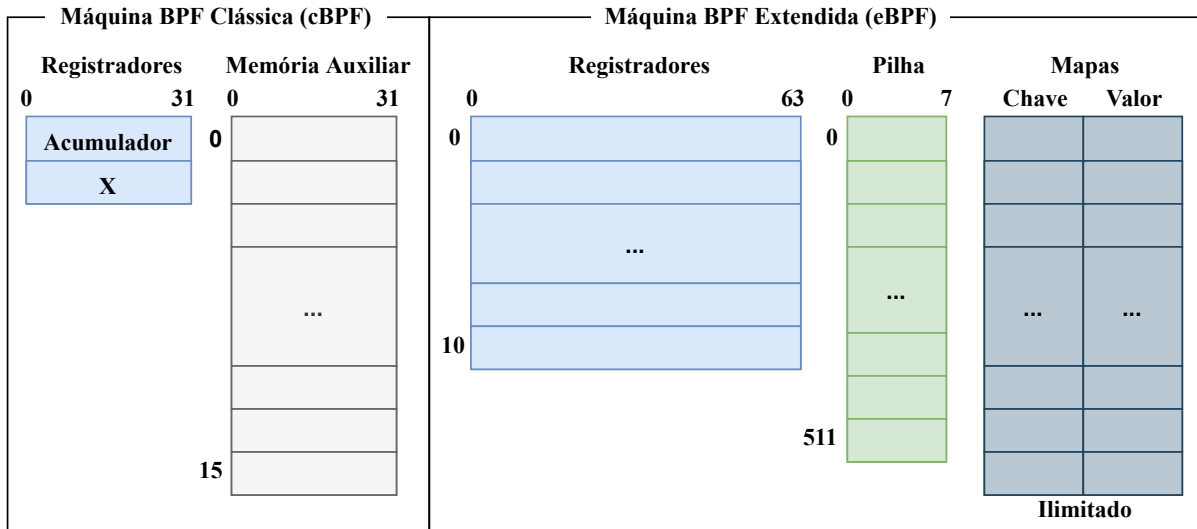 Máquina BPF Clássica (cBPF)
Máquina BPF Extendida (eBPF)
Registradores
Memória Auxiliar
Registradores
Pilha
Mapas
0 31
0 31
0 63
0 7
Chave Valor
Acumulador
X
0
...
15
0
...
10
0
...
511
... ...
Ilimitado